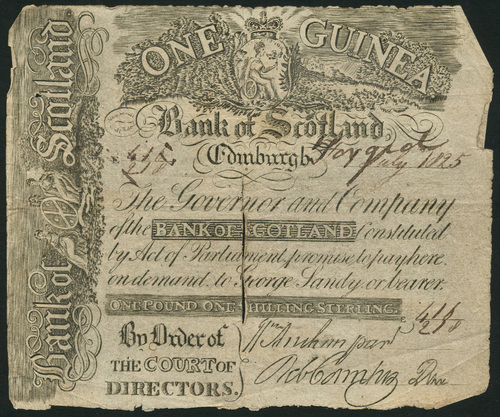 ONE GUINEA
Bank of Scotland
Bank of Scotland
Edinburgh, July 1825
Forged
The Governor and Company
of the BANK OF SCOTLAND Constituted
by Act of Parliament, promise to pay here
on demand, to George Sandy, or bearer.
ONE POUND ONE SHILLING STERLING.
By Order of
THE COURT OF
DIRECTORS.